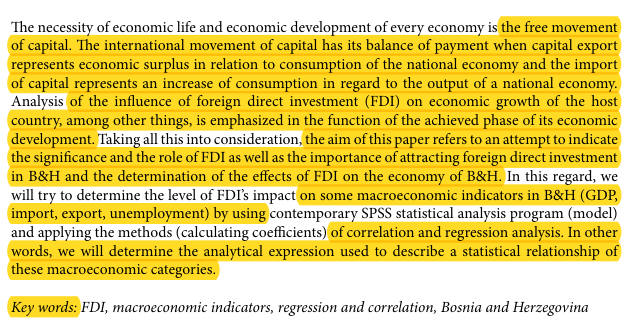 The necessity of economic life and economic development of every economy is the free movement
of capital. The international movement of capital has its balance of payment when capital export
represents economic surplus in relation to consumption of the national economy and the import
of capital represents an increase of consumption in regard to the output of a national economy.
Analysis of the influence of foreign direct investment (FDI) on economic growth of the host
country, among other things, is emphasized in the function of the achieved phase of its economic
development. Taking all this into consideration, the aim of this paper refers to an attempt to indicate
the significance and the role of FDI as well as the importance of attracting foreign direct investment
in B&H and the determination of the effects of FDI on the economy of B&H. In this regard, we
will try to determine the level of FDI's impact on some macroeconomic indicators in B&H (GDP,
import, export, unemployment) by using contemporary SPSS statistical analysis program (model)
and applying the methods (calculating coefficients) of correlation and regression analysis. In other
words, we will determine the analytical expression used to describe a statistical relationship of
these macroeconomic categories.
Key words: FDI, macroeconomic indicators, regression and correlation, Bosnia and Herzegovina